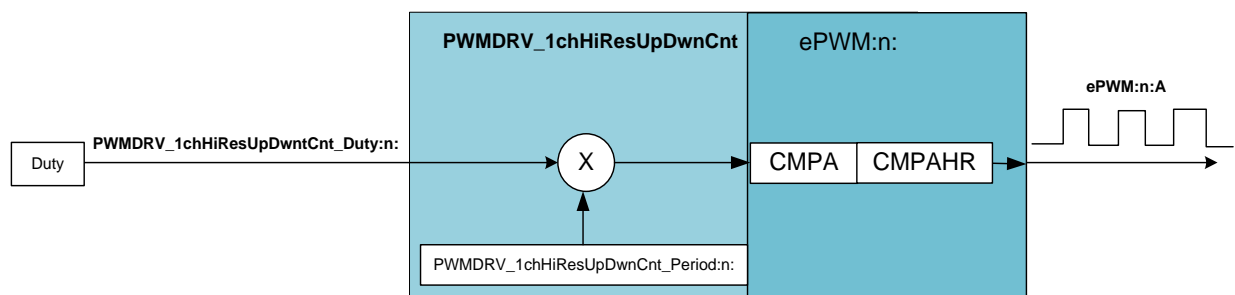 PWMDRV_1chHiResUpDwnCnt
ePWM:n:
ePWM:n:A
PWMDRV_1chHiResUpDwntCnt_Duty:n:
Duty
X
CMPA
CMPAHR
PWMDRV_1chHiResUpDwnCnt_Period:n: